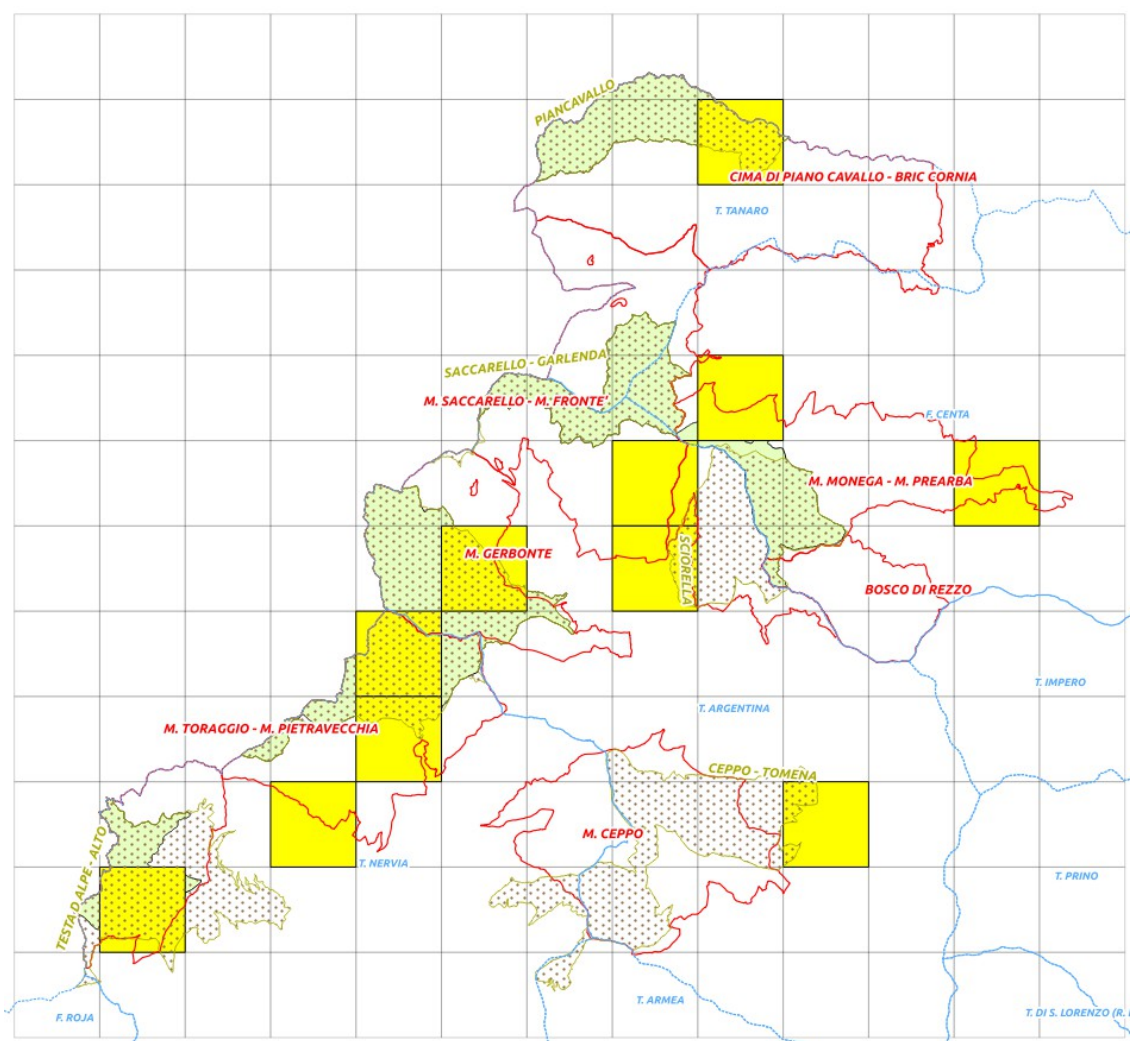 PIANCAVALLO
CIMA DI PIANO CAVALLO - BRIC CORNIA
T. TANARO
SACCARELLO - GARLENDA
M. SACCARELLO - M. FRONTE'
F. CENTA
M. MONEGA - M. PREARBA
M. GERBONTE
SCIORELLA
BOSCO DI REZZO
T. IMPERO
T. ARGENTINA
M. TORAGGIO - M. PIETRAVECCHIA
CEPPO - TOMENA
M. CEPPO
T. NERVIA
T. PRINO
TESTA D ALPE - ALTO
T. ARMEA
F. ROJA
T. DI S. LORENZO (R.